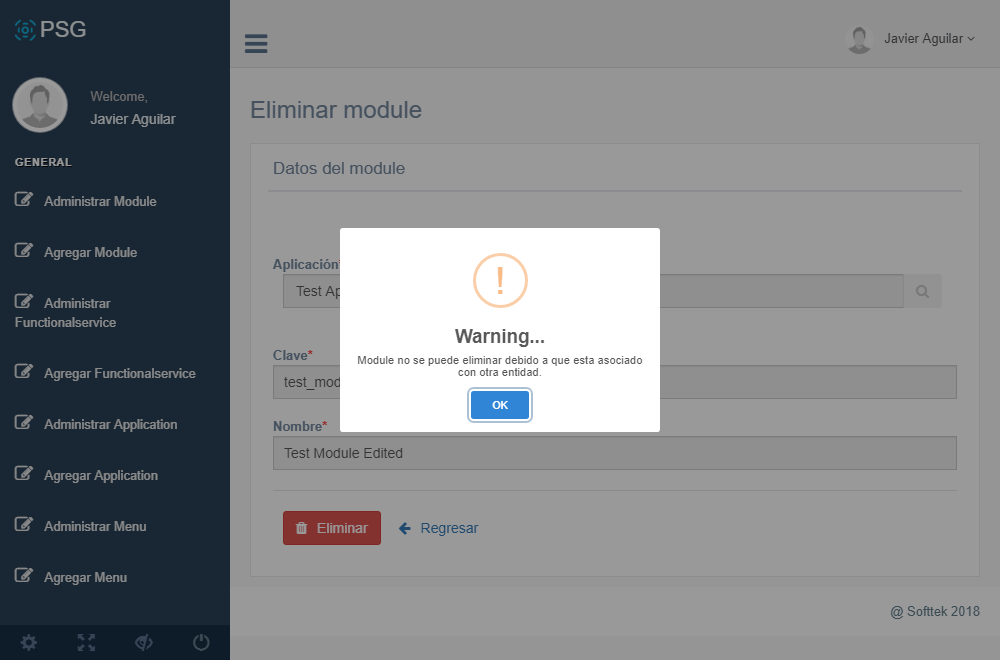 PSG
Javier Aguilar
Welcome,
Javier Aguilar
GENERAL
Administrar Module
Agregar Module
Administrar
Functionalservice
Agregar Functionalservice
Administrar Application
Agregar Application
Administrar Menu
Agregar Menu
Eliminar module
Datos del module
Aplicación
Test Ap
Clave*
test_mod
Nombre*
Test Module Edited
Eliminar
Regresar
!
Warning...
Module no se puede eliminar debido a que esta asociado
con otra entidad.
OK
@ Softtek 2018